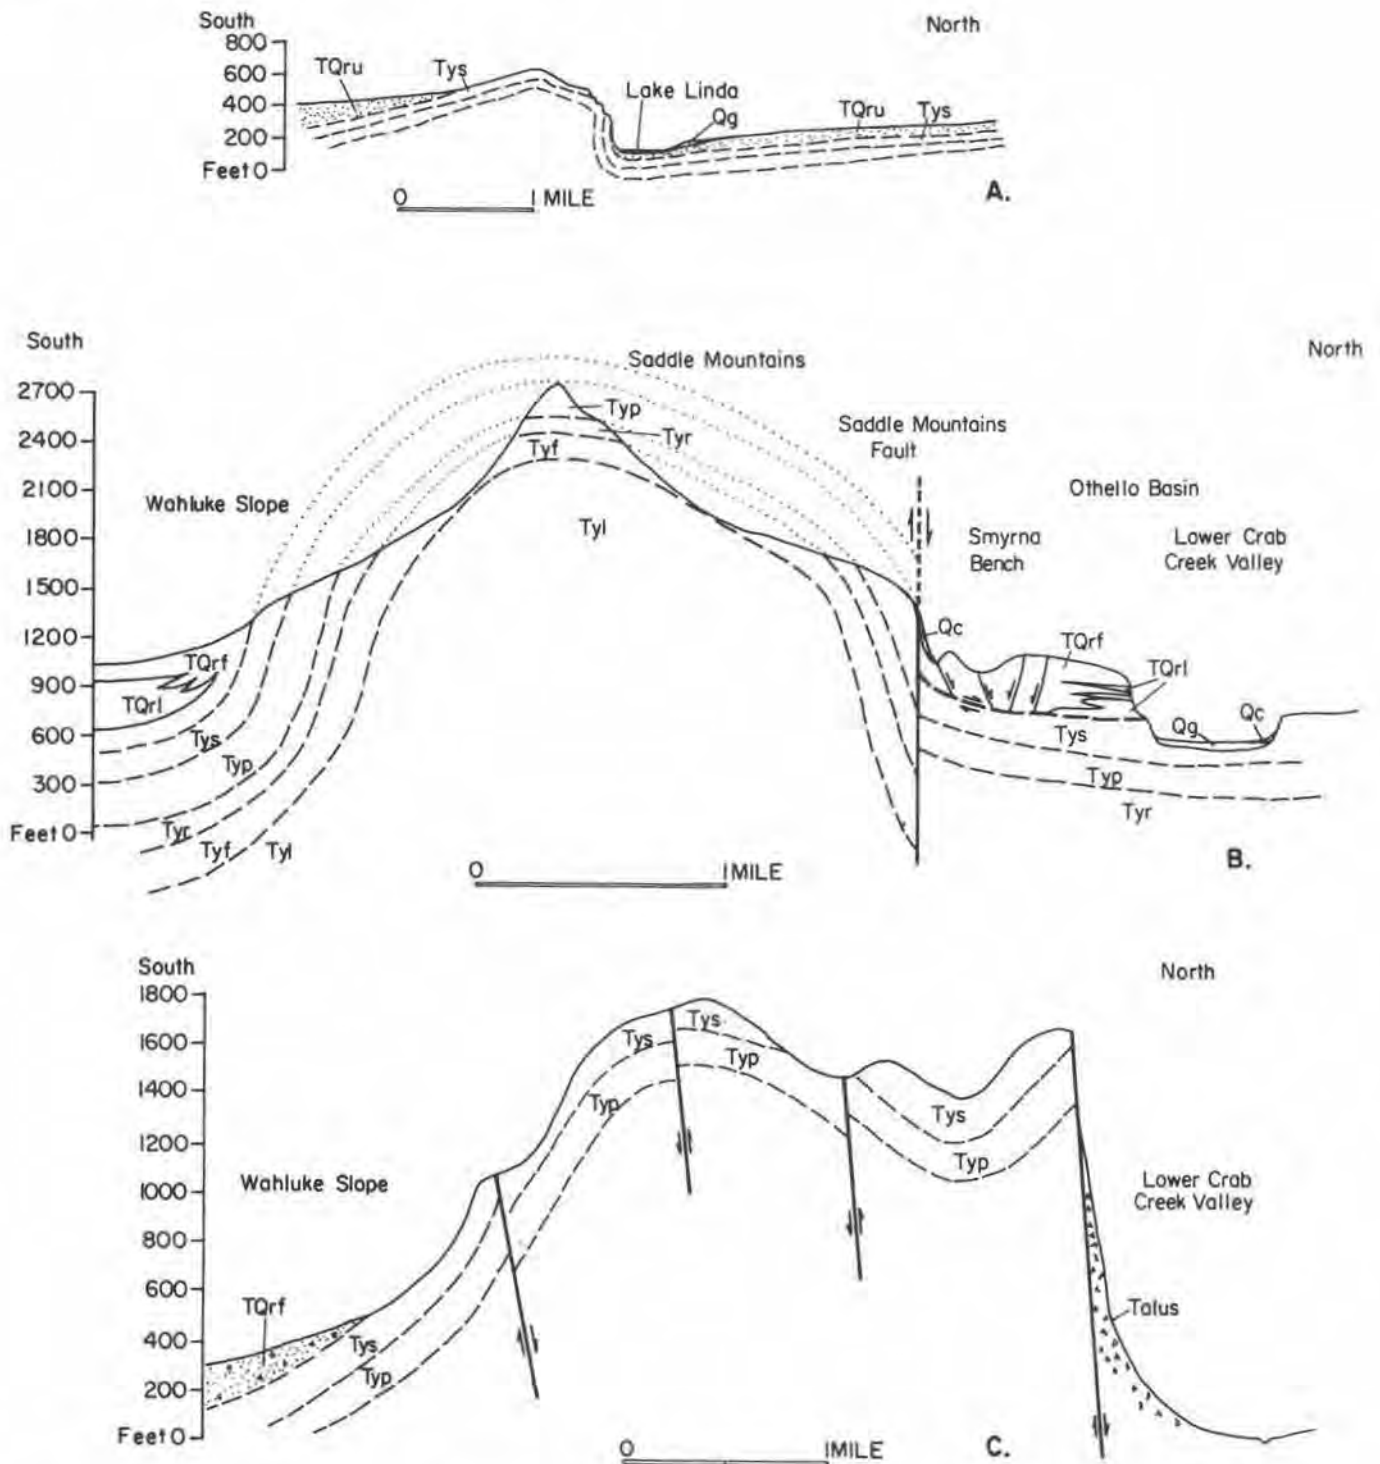 South
North
800
600
400
200
Feet 0
TQru
Tys
Lake Linda
Qg
TQru
Tys
0
1 MILE
A.
South
North
2700
2400
2100
1800
1500
1200
900
600
300
Feet 0
Saddle Mountains
Typ
Tyr
Tyf
Tyl
Wahluke Slope
Saddle Mountains
Fault
Othello Basin
Smyrna
Bench
Lower Crab
Creek Valley
TQrf
TQrl
Tys
Typ
Tyr
Tyf
Tyl
Qc
TQrf
TQrl
Qg
Qc
Tys
Typ
Tyr
0
1 MILE
B.
South
North
1800
1600
1400
1200
1000
800
600
400
200
Feet 0
Tys
Tys
Typ
Typ
Tys
Typ
Wahluke Slope
Lower Crab
Creek Valley
TQrf
Tys
Typ
Talus
0
1 MILE
C.